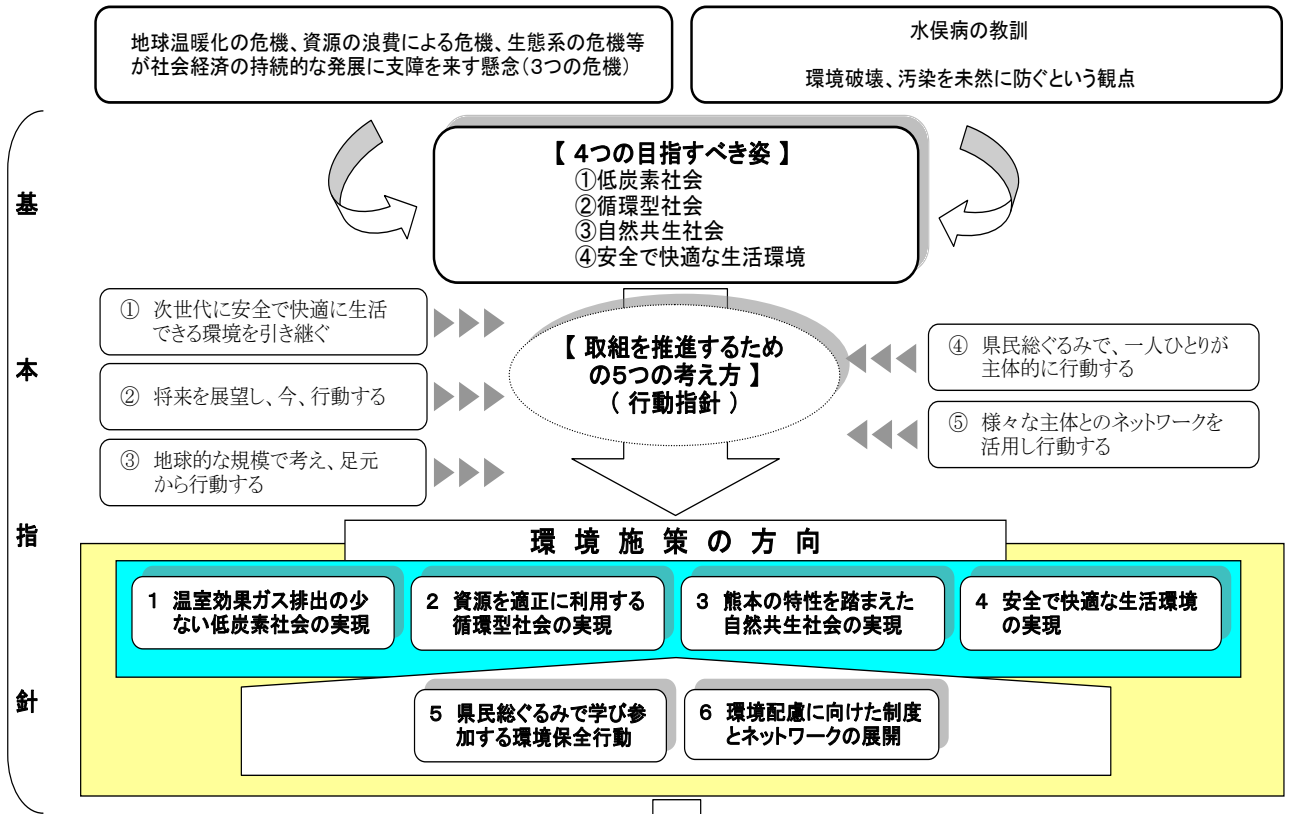 地球温暖化の危機、資源の浪費による危機、生態系の危機等
が社会経済の持続的な発展に支障を来す懸念（３つの危機）
水俣病の教訓
環境破壊、汚染を未然に防ぐという観点
基本指針
【 ４つの目指すべき姿 】
①低炭素社会
②循環型社会
③自然共生社会
④安全で快適な生活環境
① 次世代に安全で快適に生活
できる環境を引き継ぐ
② 将来を展望し、今、行動する
③ 地球的な規模で考え、足元
から行動する
【 取組を推進するため
の５つの考え方 】
（ 行動指針 ）
④ 県民総ぐるみで、一人ひとりが
主体的に行動する
⑤ 様々な主体とのネットワークを
活用し行動する
環 境 施 策 の 方 向
１ 温室効果ガス排出の少
ない低炭素社会の実現
２ 資源を適正に利用する
循環型社会の実現
３ 熊本の特性を踏まえた
自然共生社会の実現
４ 安全で快適な生活環境
の実現
５ 県民総ぐるみで学び参
加する環境保全行動
６ 環境配慮に向けた制度
とネットワークの展開